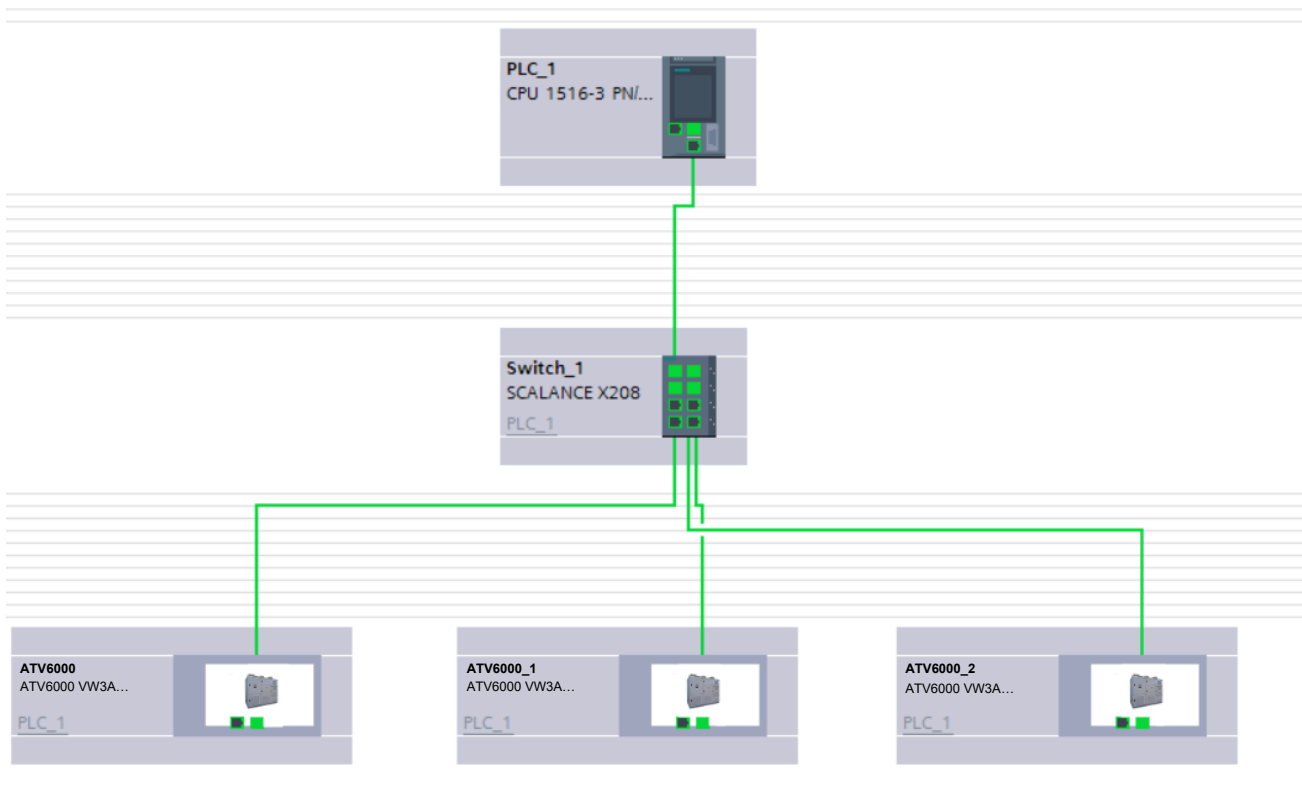 PLC_1
CPU 1516-3 PN/...
Switch_1
SCALANCE X208
PLC_1
ATV6000
ATV6000 VW3A...
PLC_1
ATV6000_1
ATV6000 VW3A...
PLC_1
ATV6000_2
ATV6000 VW3A...
PLC_1